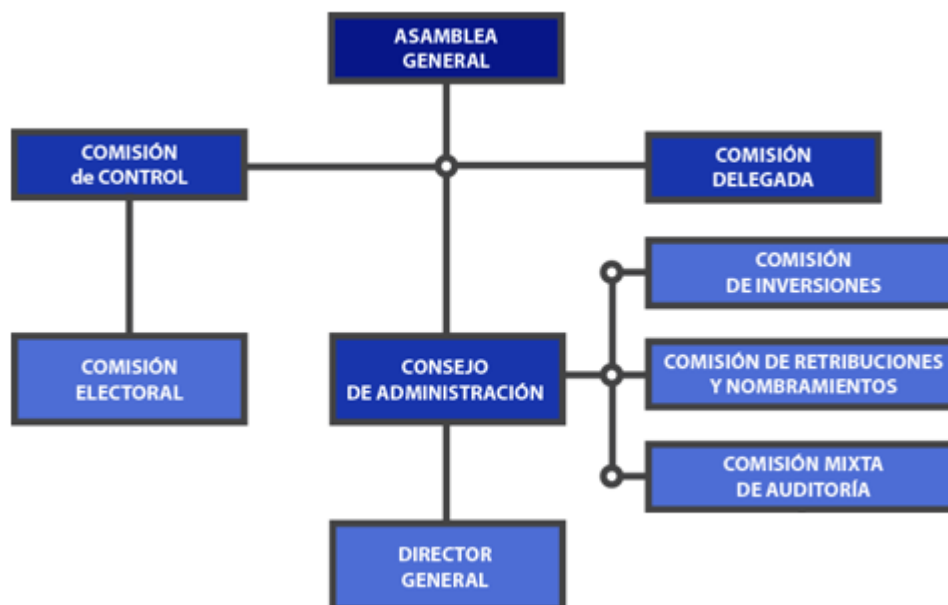 ASAMBLEA
GENERAL
COMISIÓN
de CONTROL
COMISIÓN
DELEGADA
COMISIÓN
DE INVERSIONES
COMISIÓN
ELECTORAL
CONSEJO
DE ADMINISTRACIÓN
COMISIÓN DE RETRIBUCIONES
Y NOMBRAMIENTOS
COMISIÓN MIXTA
DE AUDITORÍA
DIRECTOR
GENERAL